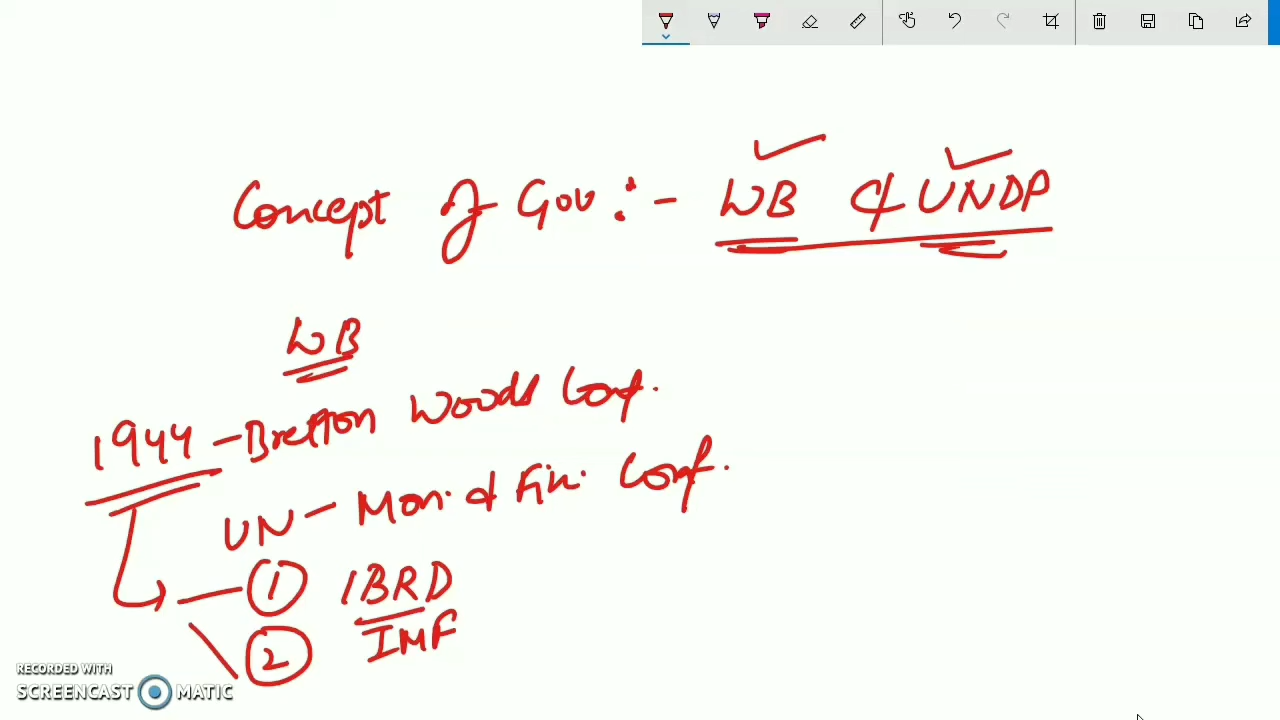 Concept of Gov :- WB & UNDP
WB
1944 - Bretton Woods Conf.
UN - Mon. & Fin. Conf.
1 IBRD
2 IMF
RECORDED WITH
SCREENCAST MATIC